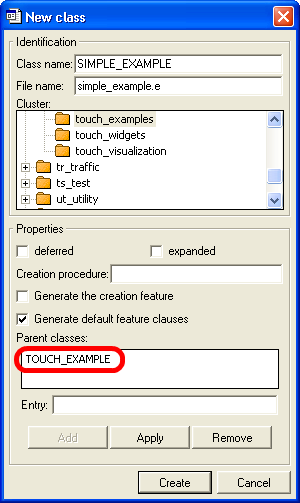 New class
Identification
Class name: SIMPLE_EXAMPLE
File name: simple_example.e
Cluster:
touch_examples
touch_widgets
touch_visualization
tr_traffic
ts_test
ut_utility
Properties
deferred expanded
Creation procedure:
Generate the creation feature
Generate default feature clauses
Parent classes:
TOUCH_EXAMPLE
Entry:
Add Apply Remove
Create Cancel